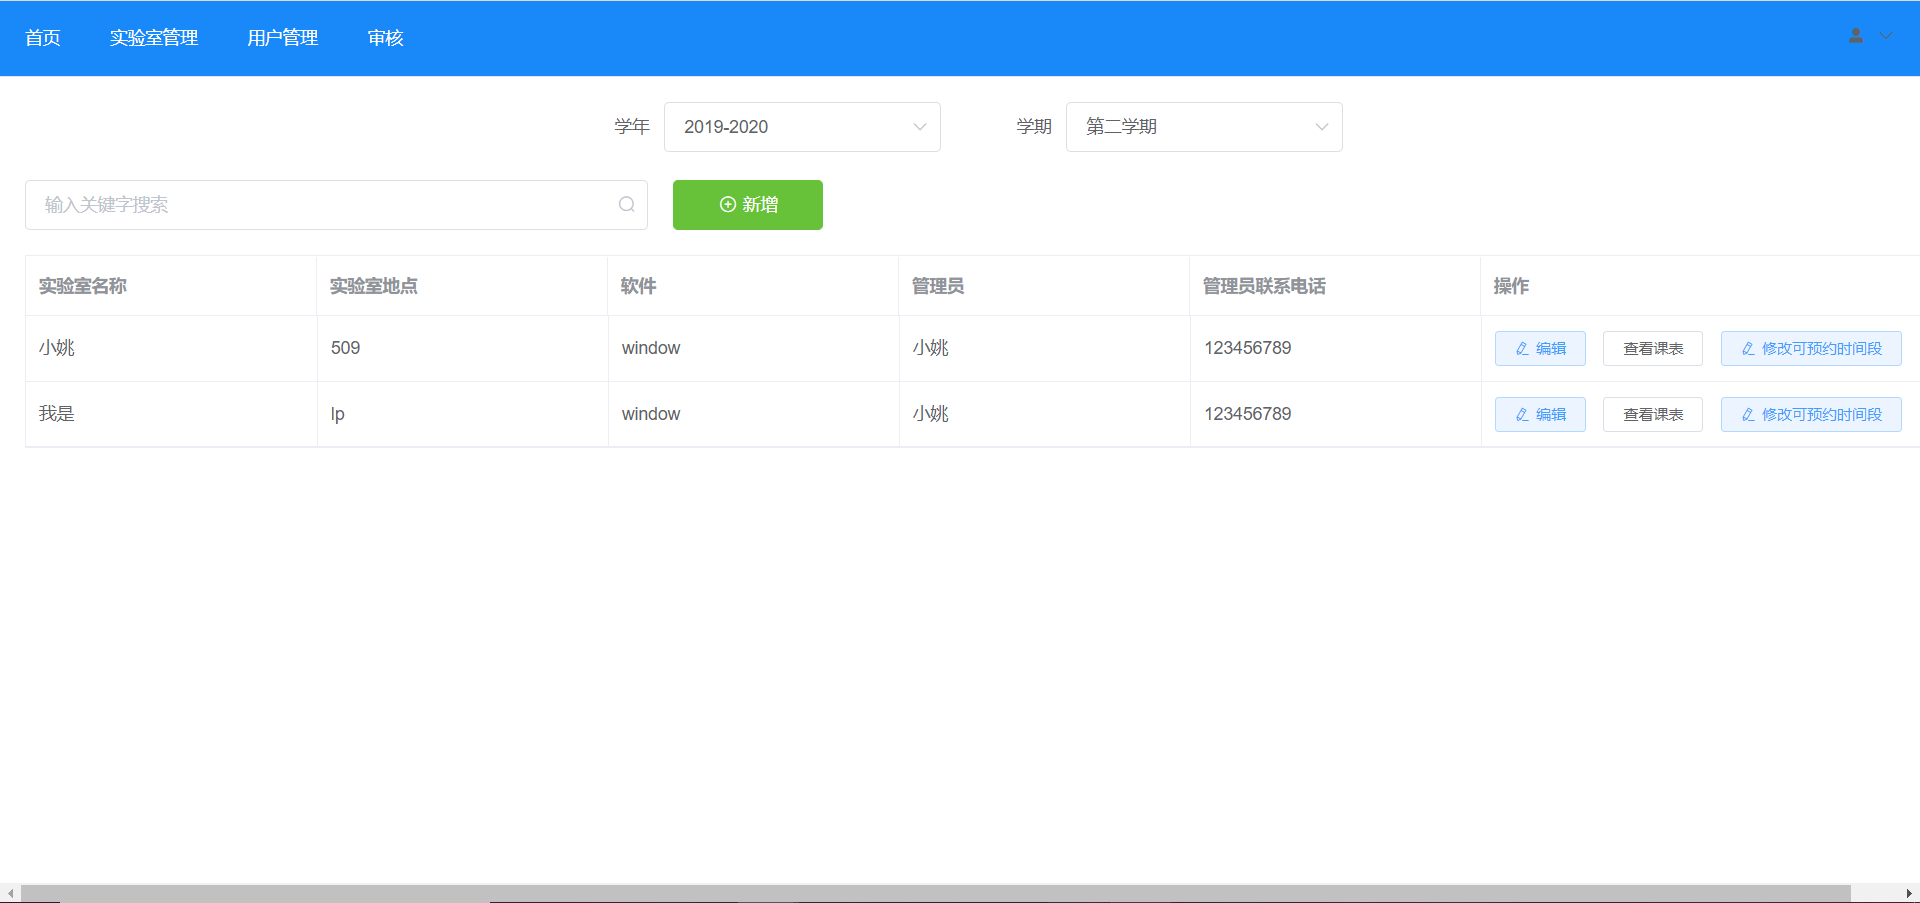 首页 实验室管理 用户管理 审核
学年 2019-2020 学期 第二学期
输入关键字搜索 新增
实验室名称 实验室地点 软件 管理员 管理员联系电话 操作
小姚 509 window 小姚 123456789 编辑 查看课表 修改可预约时间段
我是 lp window 小姚 123456789 编辑 查看课表 修改可预约时间段